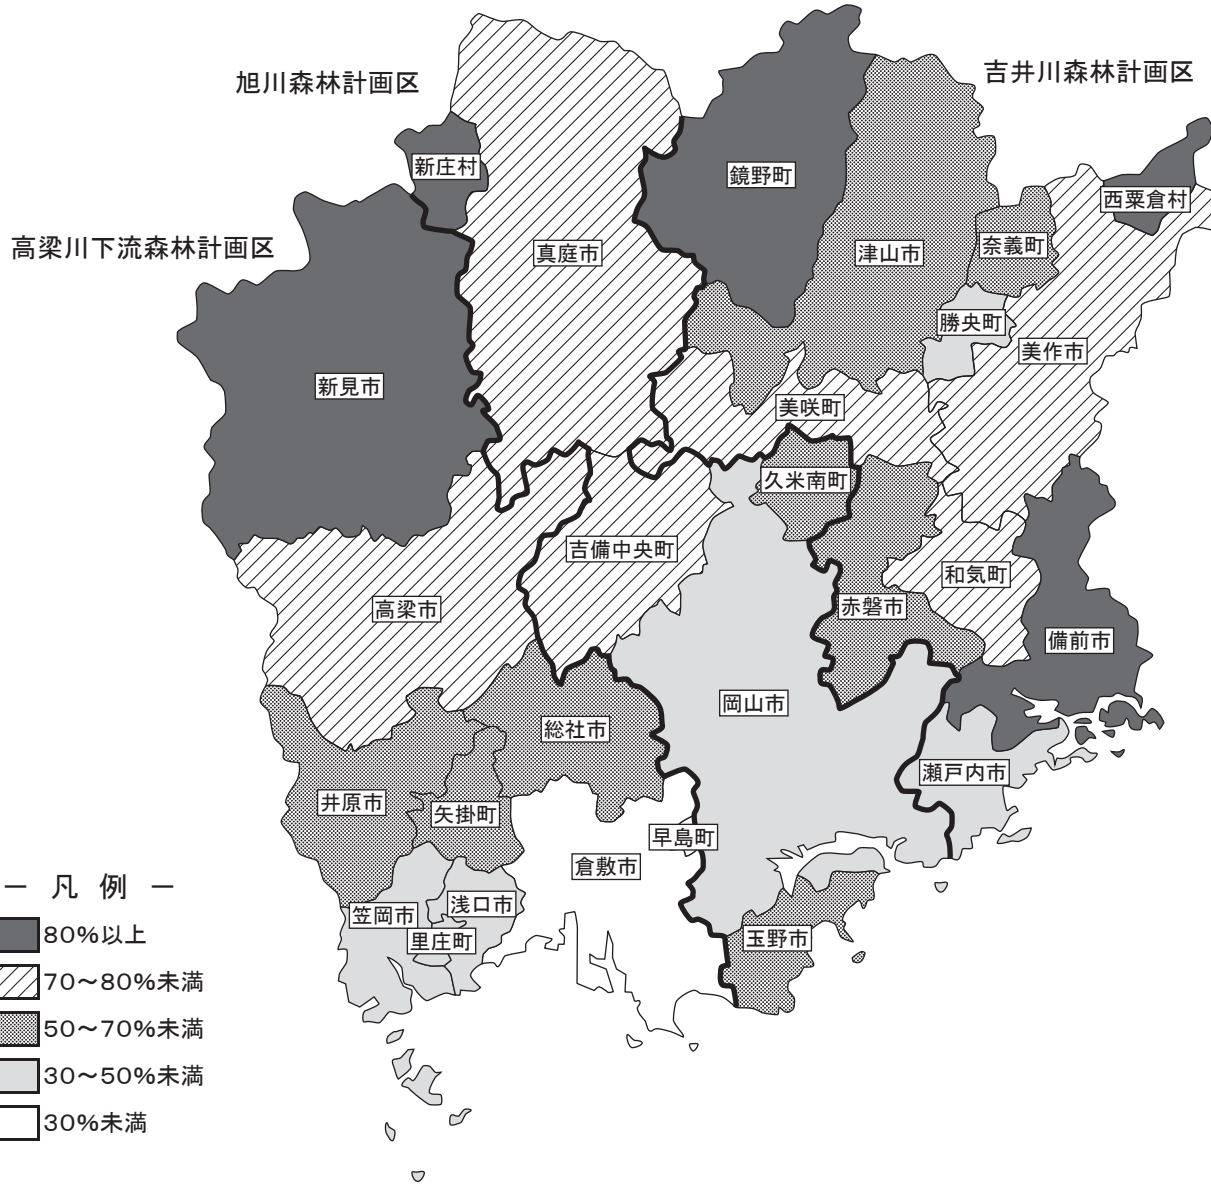 旭川森林計画区
吉井川森林計画区
高梁川下流森林計画区
新庄村
鏡野町
西粟倉村
真庭市
津山市
奈義町
勝央町
美作市
新見市
美咲町
久米南町
吉備中央町
和気町
高梁市
赤磐市
備前市
岡山市
総社市
瀬戸内市
井原市
矢掛町
早島町
倉敷市
笠岡市
浅口市
里庄町
玉野市
― 凡 例 ―
80%以上
70～80%未満
50～70%未満
30～50%未満
30%未満